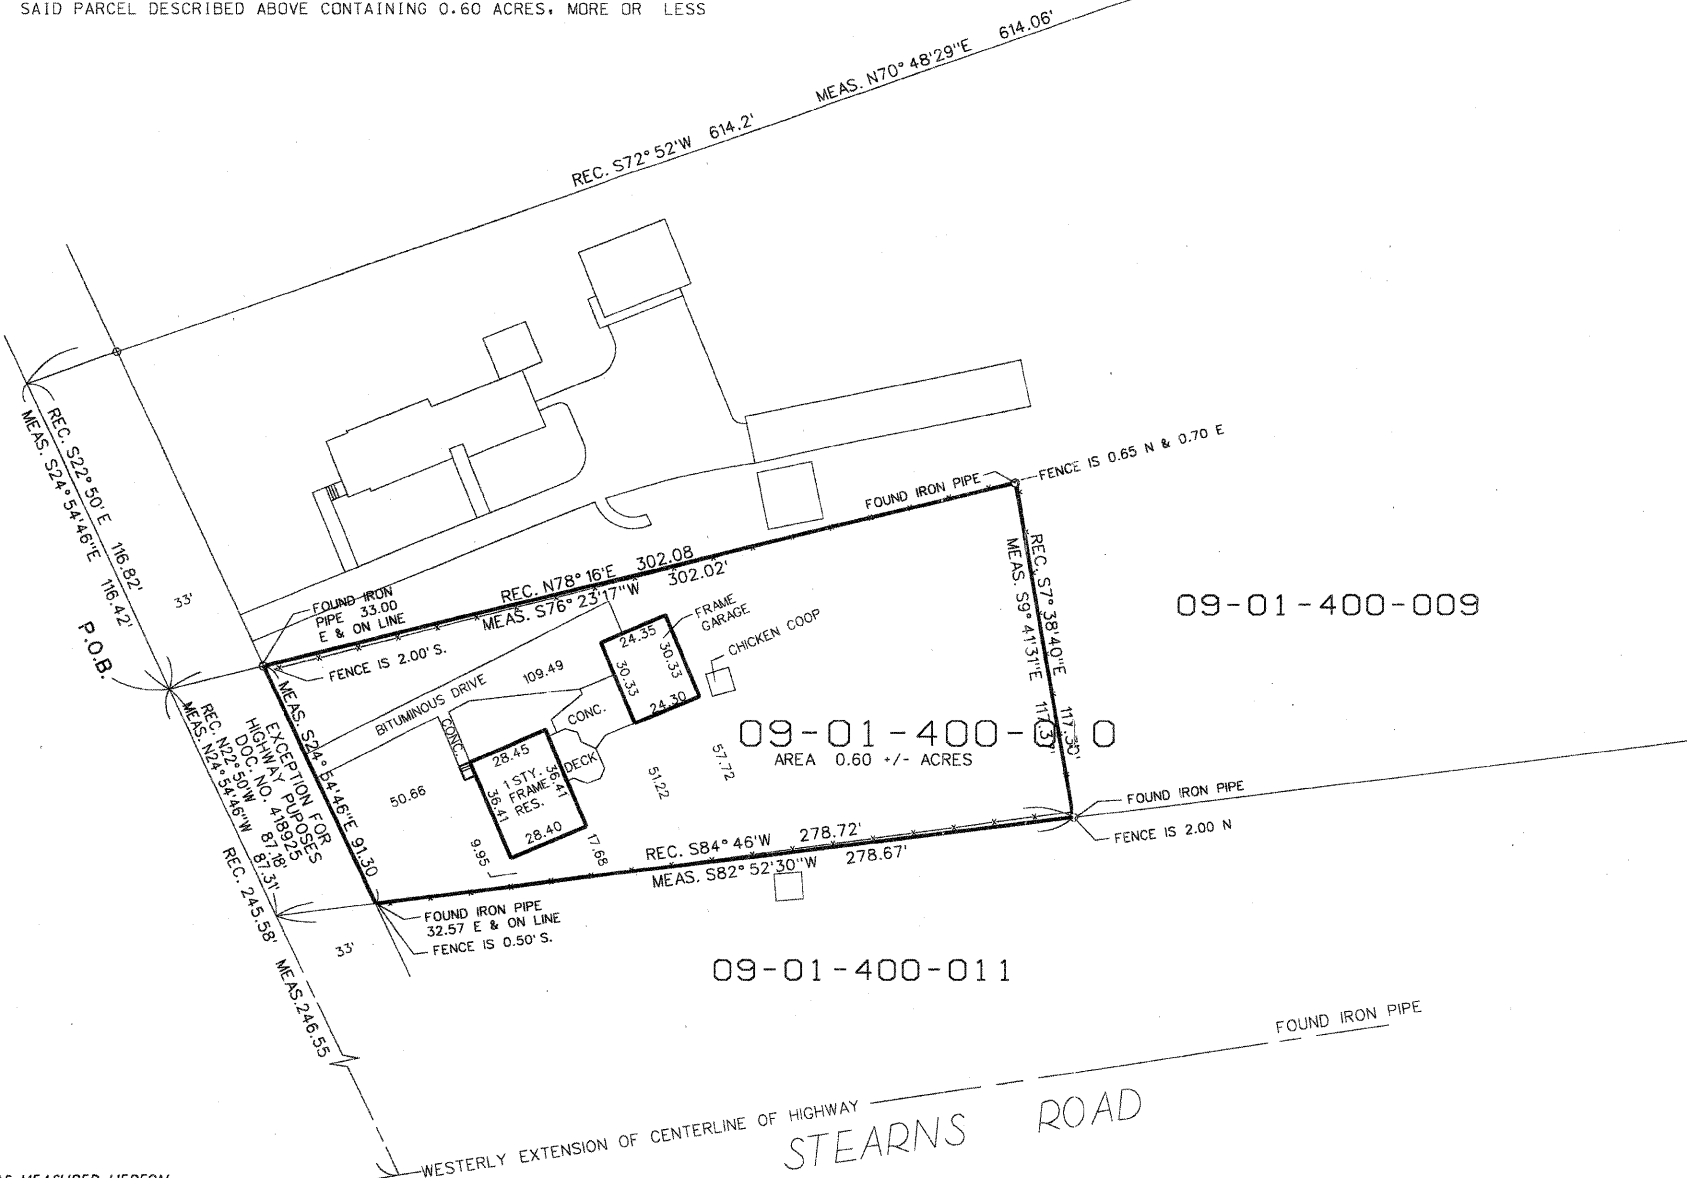 SAID PARCEL DESCRIBED ABOVE CONTAINING 0.60 ACRES, MORE OR LESS
MEAS. N70°48'29"E 614.06'
REC. S72°52'W 614.2'
REC. S22°50'E 116.82'
MEAS. S24°54'46"E 116.42'
33'
P.O.B.
FENCE IS 0.65 N & 0.70 E
FOUND IRON PIPE
REC. N78°16'E 302.08
MEAS. S76°23'17"W 302.02'
FOUND IRON
PIPE 33.00
E & ON LINE
FENCE IS 2.00' S.
FRAME
GARAGE
CHICKEN COOP
24.35
30.33
30.33
24.30
109.49
BITUMINOUS DRIVE
CONC.
CONC.
DECK
28.45
36.41
36.41
28.40
1 STY.
FRAME
RES.
50.66
9.95
17.68
51.22
57.72
REC. S7°38'40"E 117.30'
MEAS. S9°41'31"E 117.37'
09-01-400-009
09-01-400-010
AREA 0.60 +/- ACRES
MEAS. S24°54'46"E 91.30
EXCEPTION FOR
HIGHWAY PUPOSES
DOC. NO. 418925
REC. N22°50'W 87.18'
MEAS. N24°54'46"W 87.31'
REC. 245.58' MEAS.246.55
FOUND IRON PIPE
FENCE IS 2.00 N
REC. S84°46'W 278.72'
MEAS. S82°52'30"W 278.67'
FOUND IRON PIPE
32.57 E & ON LINE
FENCE IS 0.50' S.
33'
09-01-400-011
FOUND IRON PIPE
WESTERLY EXTENSION OF CENTERLINE OF HIGHWAY
STEARNS ROAD
MEASURED HEREON